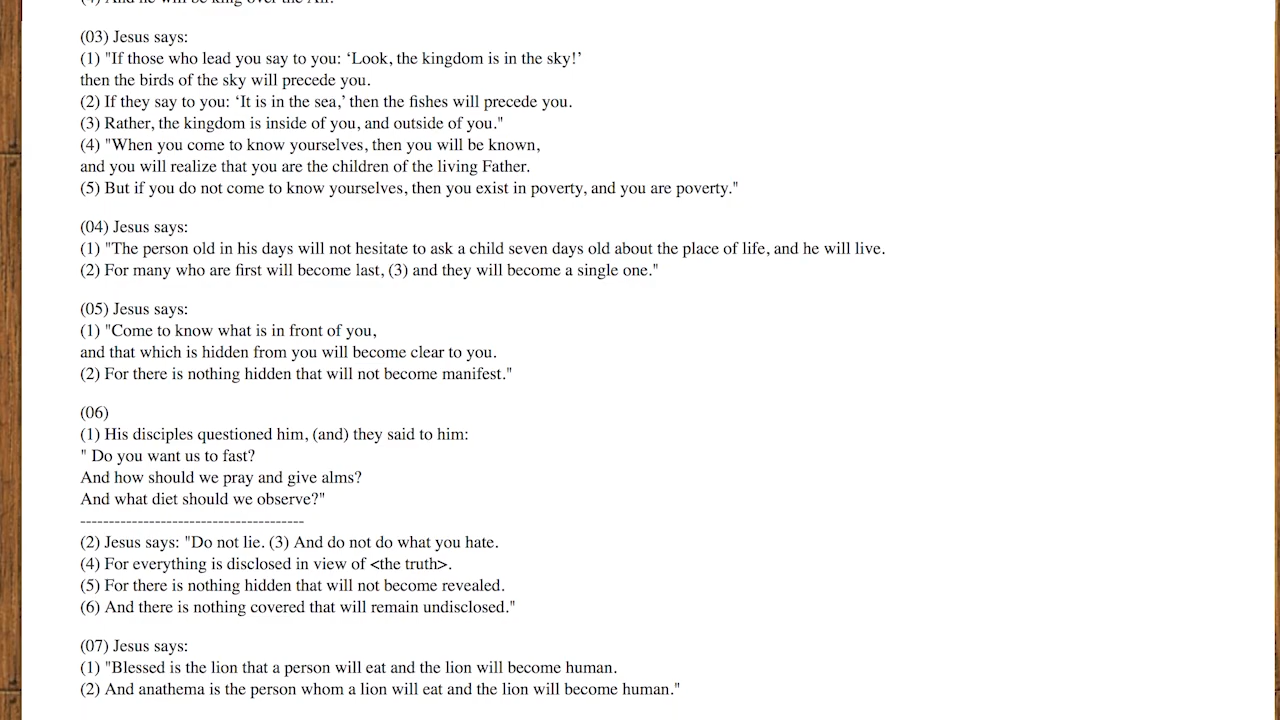 (4) And he will be king over the All.
(03) Jesus says:
(1) "If those who lead you say to you: ‘Look, the kingdom is in the sky!’
then the birds of the sky will precede you.
(2) If they say to you: ‘It is in the sea,’ then the fishes will precede you.
(3) Rather, the kingdom is inside of you, and outside of you."
(4) "When you come to know yourselves, then you will be known,
and you will realize that you are the children of the living Father.
(5) But if you do not come to know yourselves, then you exist in poverty, and you are poverty."
(04) Jesus says:
(1) "The person old in his days will not hesitate to ask a child seven days old about the place of life, and he will live.
(2) For many who are first will become last, (3) and they will become a single one."
(05) Jesus says:
(1) "Come to know what is in front of you,
and that which is hidden from you will become clear to you.
(2) For there is nothing hidden that will not become manifest."
(06)
(1) His disciples questioned him, (and) they said to him:
" Do you want us to fast?
And how should we pray and give alms?
And what diet should we observe?"
---------------------------------------
(2) Jesus says: "Do not lie. (3) And do not do what you hate.
(4) For everything is disclosed in view of <the truth>.
(5) For there is nothing hidden that will not become revealed.
(6) And there is nothing covered that will remain undisclosed."
(07) Jesus says:
(1) "Blessed is the lion that a person will eat and the lion will become human.
(2) And anathema is the person whom a lion will eat and the lion will become human."